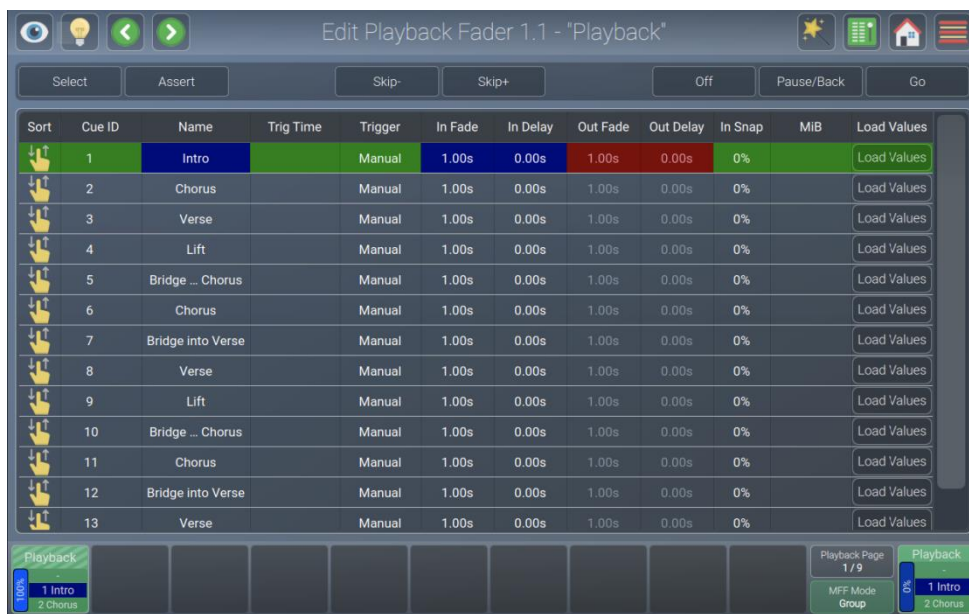 Edit Playback Fader 1.1 - "Playback"
Select Assert Skip- Skip+ Off Pause/Back Go
Sort Cue ID Name Trig Time Trigger In Fade In Delay Out Fade Out Delay In Snap MiB Load Values
1 Intro Manual 1.00s 0.00s 1.00s 0.00s 0% Load Values
2 Chorus Manual 1.00s 0.00s 1.00s 0.00s 0% Load Values
3 Verse Manual 1.00s 0.00s 1.00s 0.00s 0% Load Values
4 Lift Manual 1.00s 0.00s 1.00s 0.00s 0% Load Values
5 Bridge ... Chorus Manual 1.00s 0.00s 1.00s 0.00s 0% Load Values
6 Chorus Manual 1.00s 0.00s 1.00s 0.00s 0% Load Values
7 Bridge into Verse Manual 1.00s 0.00s 1.00s 0.00s 0% Load Values
8 Verse Manual 1.00s 0.00s 1.00s 0.00s 0% Load Values
9 Lift Manual 1.00s 0.00s 1.00s 0.00s 0% Load Values
10 Bridge ... Chorus Manual 1.00s 0.00s 1.00s 0.00s 0% Load Values
11 Chorus Manual 1.00s 0.00s 1.00s 0.00s 0% Load Values
12 Bridge into Verse Manual 1.00s 0.00s 1.00s 0.00s 0% Load Values
13 Verse Manual 1.00s 0.00s 1.00s 0.00s 0% Load Values
Playback
-
100%
1 Intro
2 Chorus
Playback Page
1 / 9
MFF Mode
Group
Playback
-
0%
1 Intro
2 Chorus